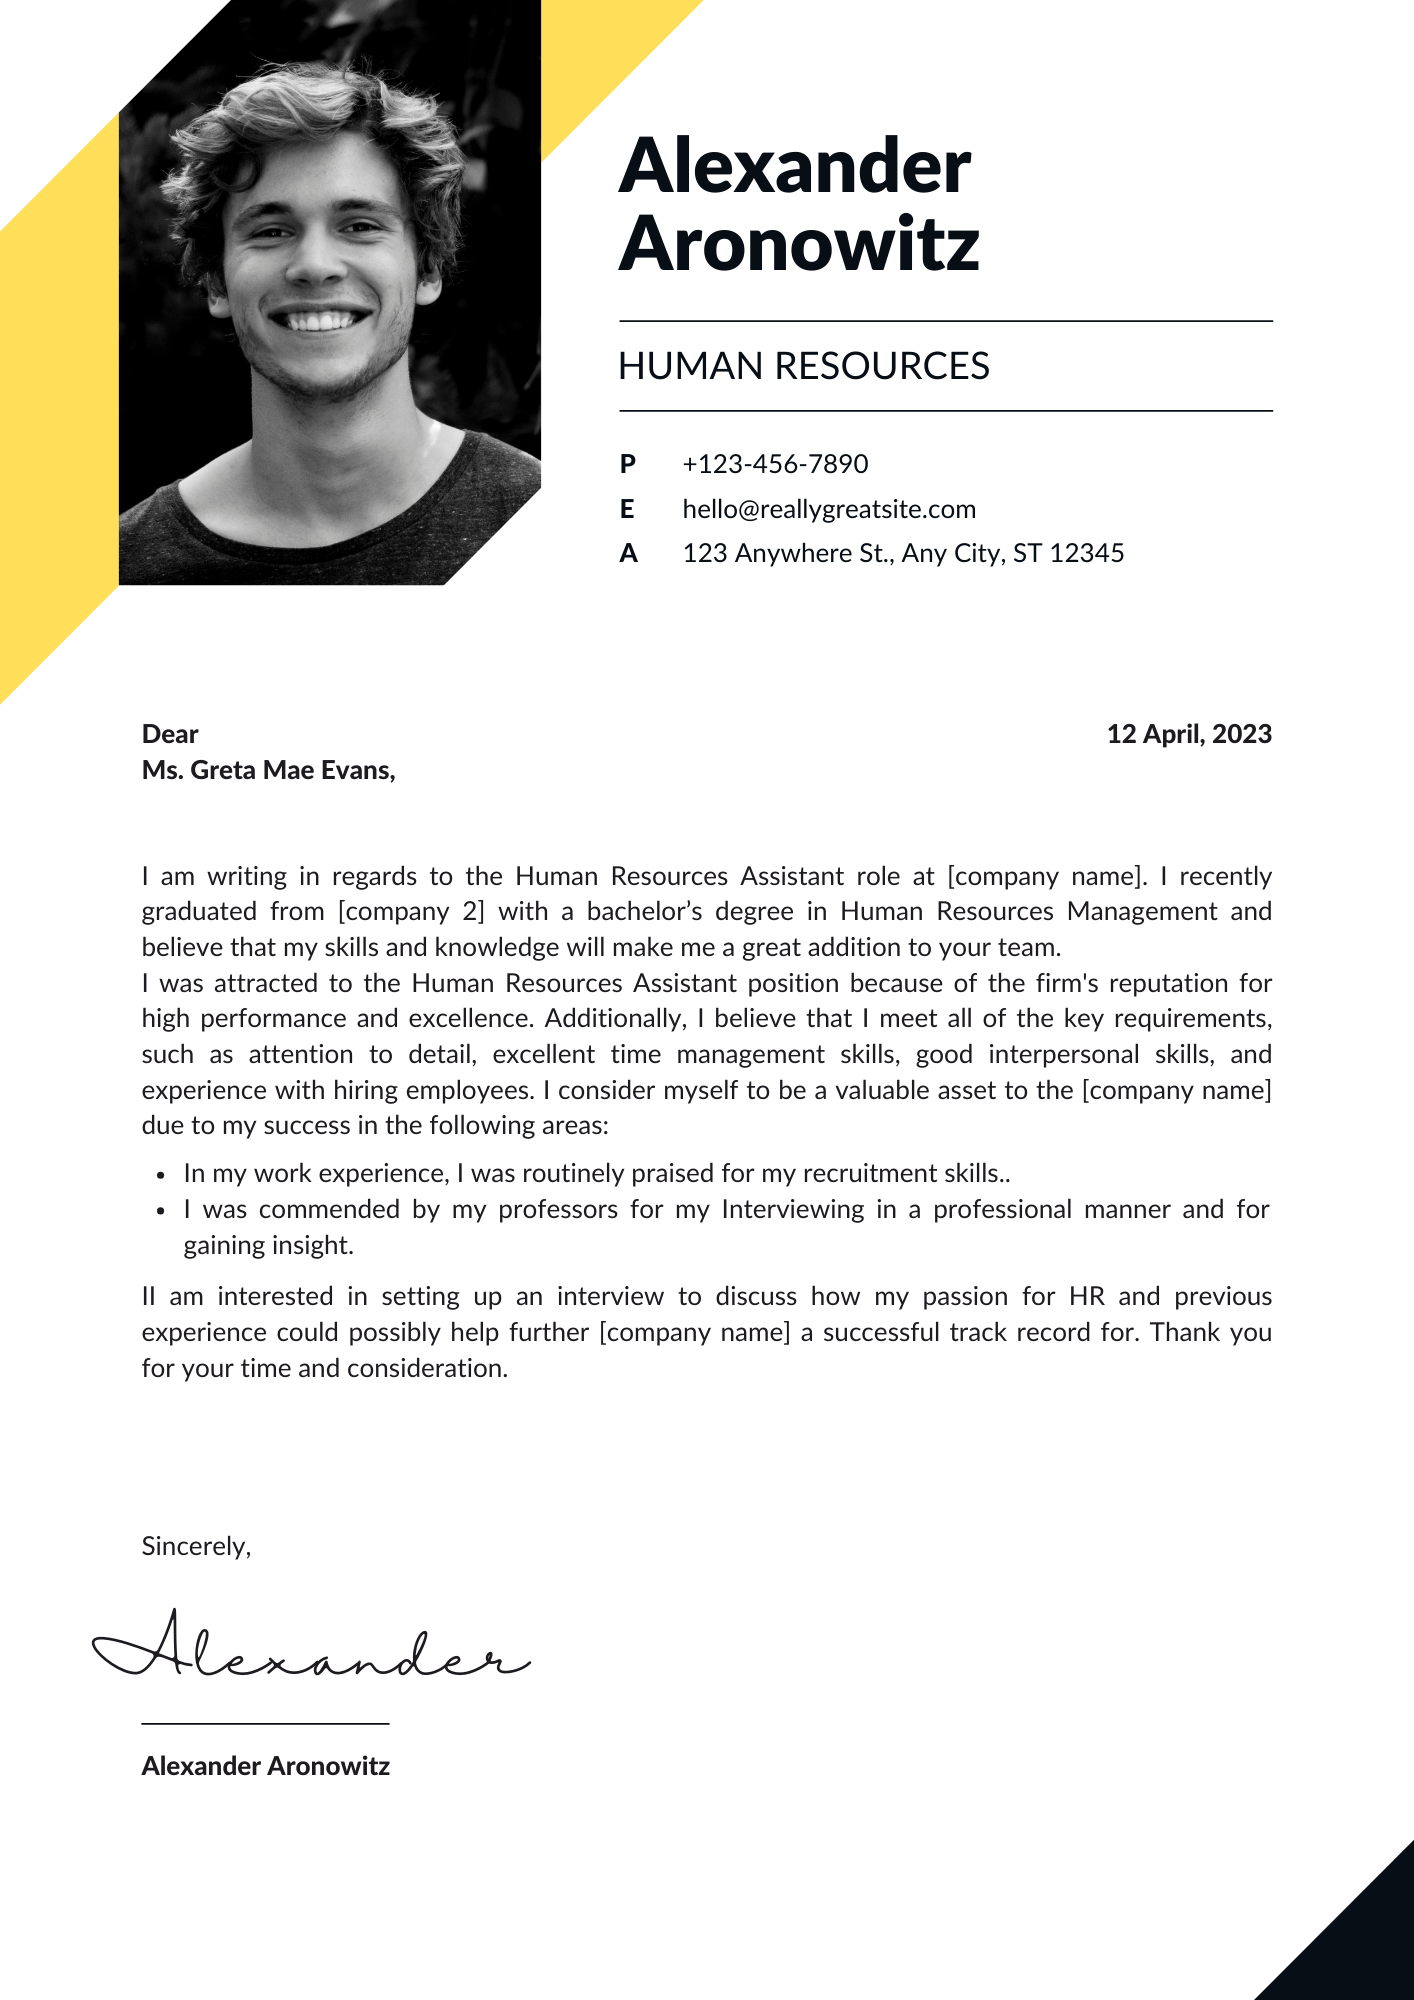 Alexander
Aronowitz
HUMAN RESOURCES
P +123-456-7890
E hello@reallygreatsite.com
A 123 Anywhere St., Any City, ST 12345
Dear 12 April, 2023
Ms. Greta Mae Evans,
I am writing in regards to the Human Resources Assistant role at [company name]. I recently
graduated from [company 2] with a bachelor’s degree in Human Resources Management and
believe that my skills and knowledge will make me a great addition to your team.
I was attracted to the Human Resources Assistant position because of the firm's reputation for
high performance and excellence. Additionally, I believe that I meet all of the key requirements,
such as attention to detail, excellent time management skills, good interpersonal skills, and
experience with hiring employees. I consider myself to be a valuable asset to the [company name]
due to my success in the following areas:
• In my work experience, I was routinely praised for my recruitment skills..
• I was commended by my professors for my Interviewing in a professional manner and for
gaining insight.
II am interested in setting up an interview to discuss how my passion for HR and previous
experience could possibly help further [company name] a successful track record for. Thank you
for your time and consideration.
Sincerely,
Alexander
Alexander Aronowitz